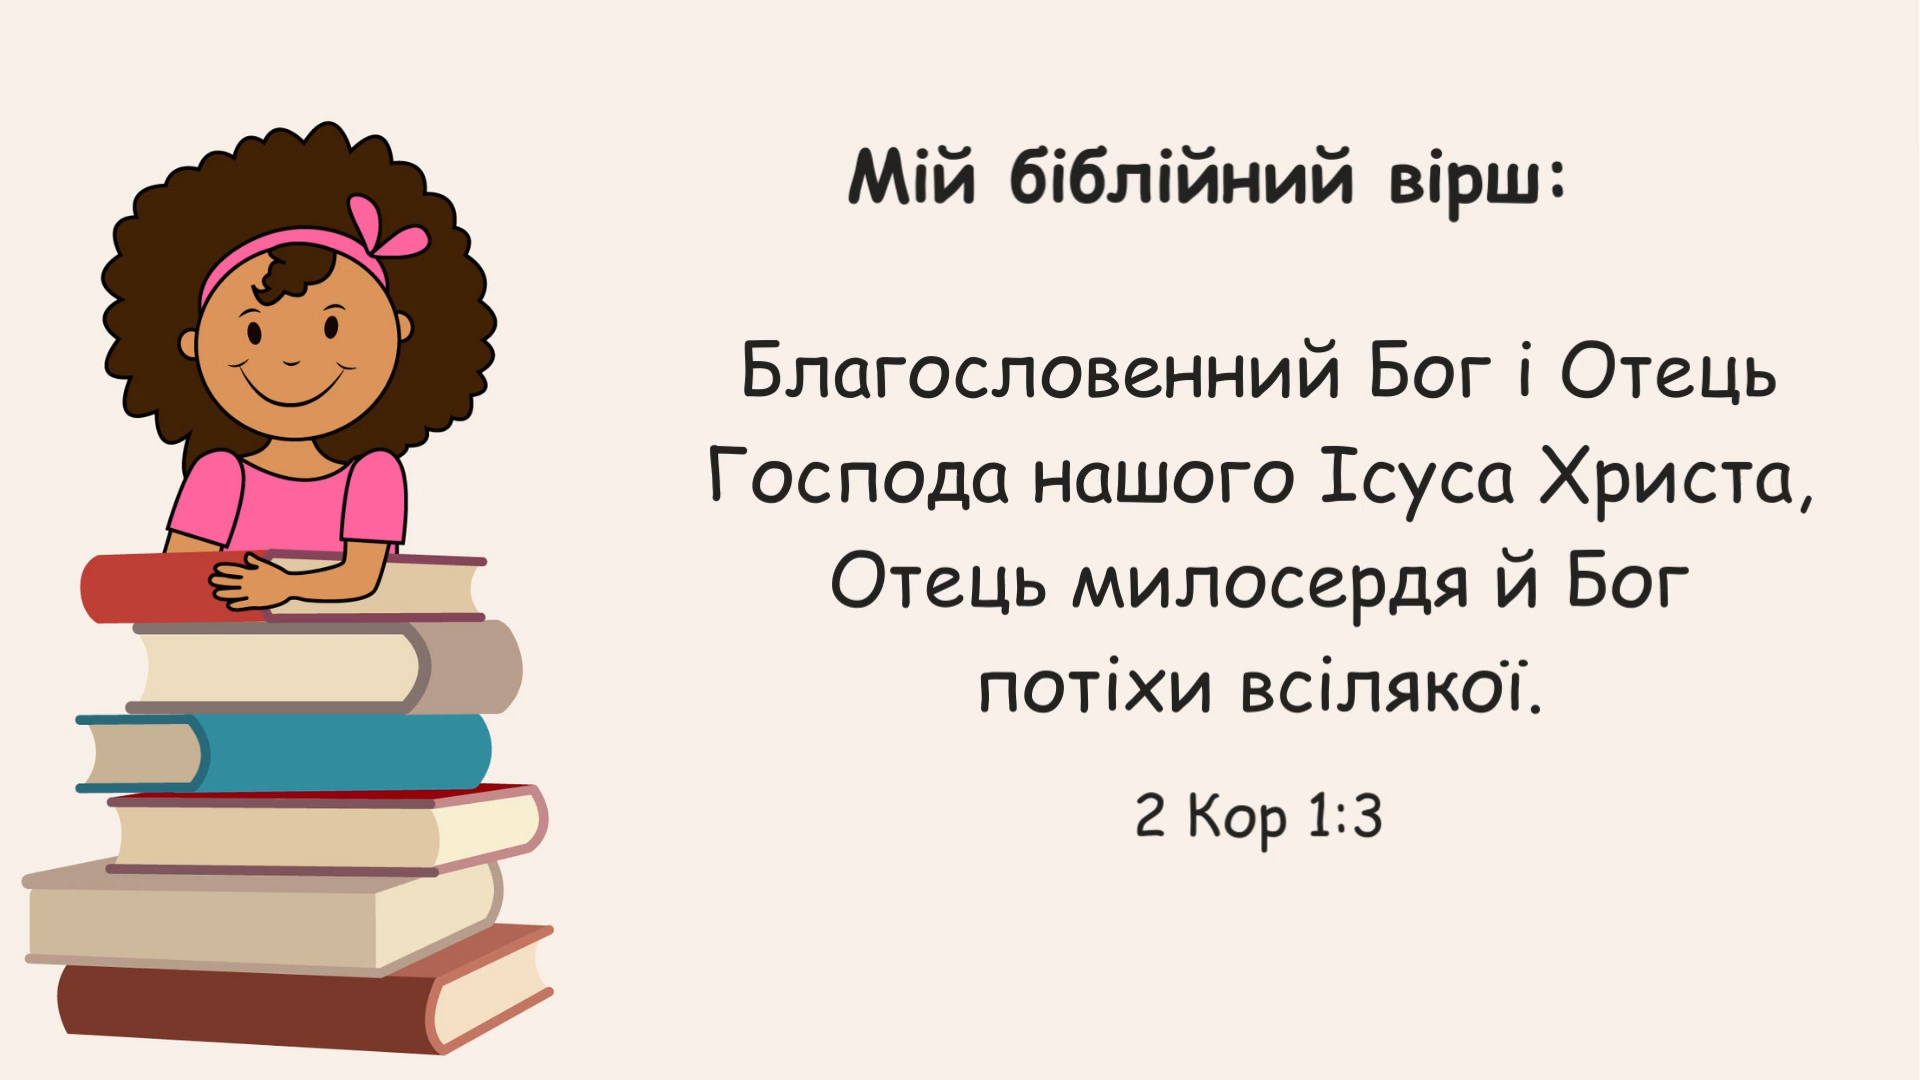 Мій біблійний вірш:
Благословенний Бог і Отець
Господа нашого Ісуса Христа,
Отець милосердя й Бог
потіхи всілякої.
2 Кор 1:3